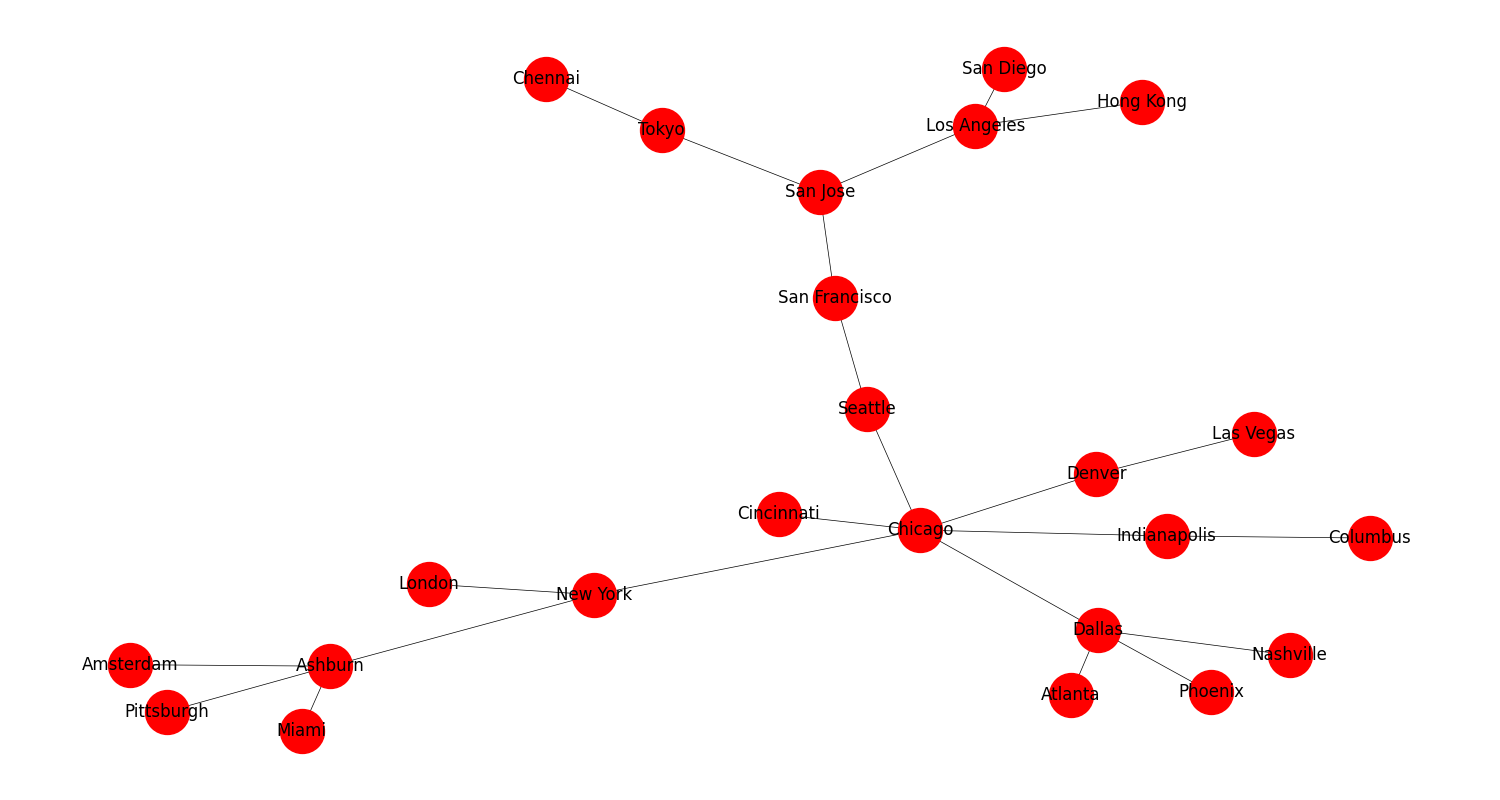 San Diego
Chennai
Hong Kong
Los Angeles
Tokyo
San Jose
San Francisco
Seattle
Las Vegas
Denver
Cincinnati
Chicago
Indianapolis
Columbus
London
New York
Dallas
Nashville
Amsterdam
Ashburn
Phoenix
Atlanta
Pittsburgh
Miami